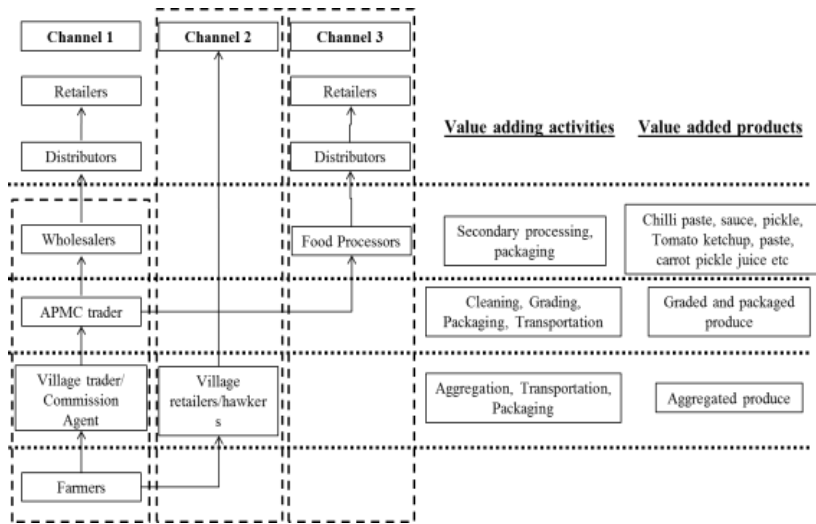 Channel 1
Channel 2
Channel 3
Retailers
Retailers
Value adding activities
Value added products
Distributors
Distributors
Wholesalers
Food Processors
Secondary processing,
packaging
Chilli paste, sauce, pickle,
Tomato ketchup, paste,
carrot pickle juice etc
APMC trader
Cleaning, Grading,
Packaging, Transportation
Graded and packaged
produce
Village trader/
Commission
Agent
Village
retailers/hawker
s
Aggregation, Transportation,
Packaging
Aggregated produce
Farmers